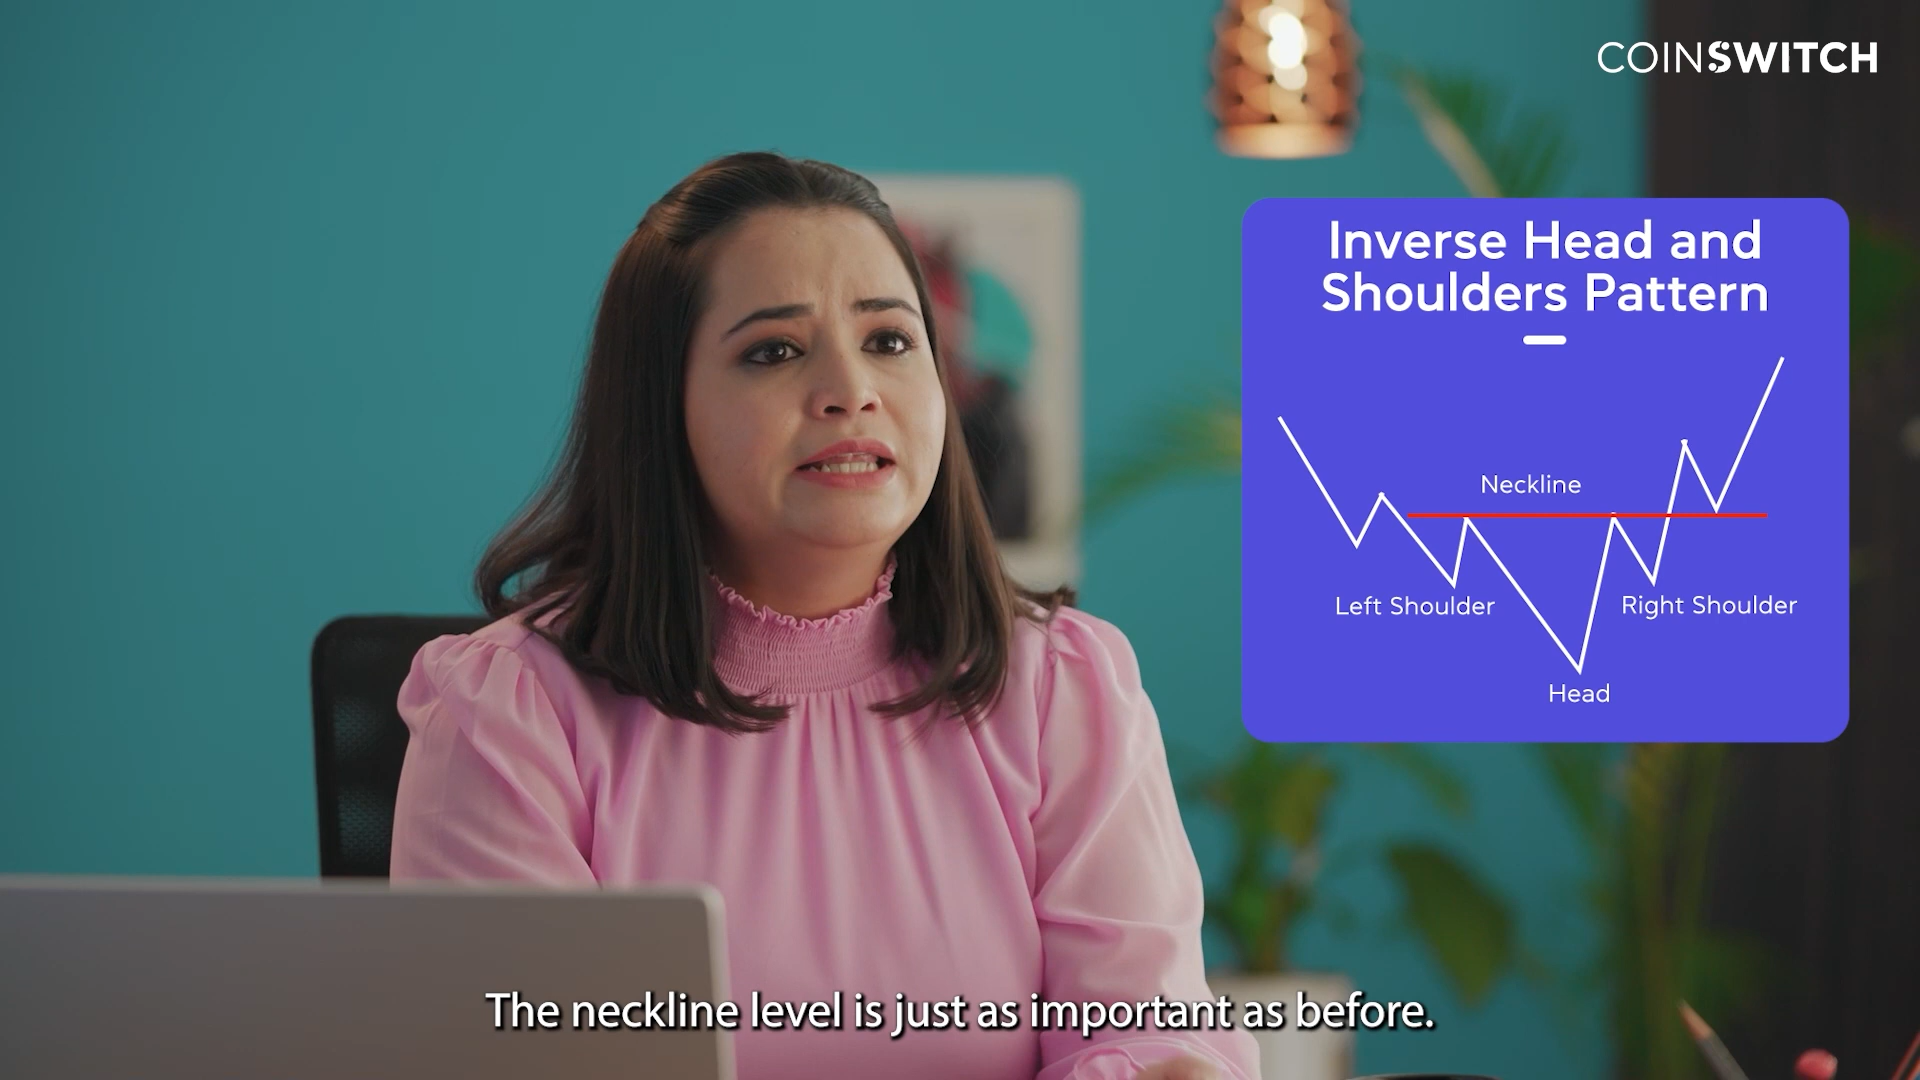 COINSWITCH
Inverse Head and
Shoulders Pattern
Neckline
Left Shoulder
Right Shoulder
Head
The neckline level is just as important as before.